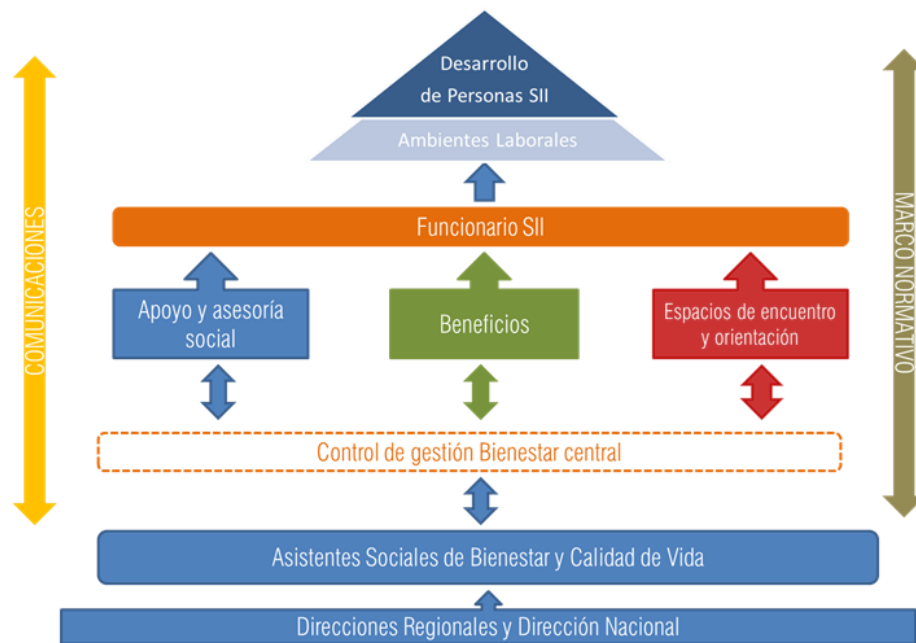 Desarrollo
de Personas SII
Ambientes Laborales
Funcionario SII
Apoyo y asesoría
social
Beneficios
Espacios de encuentro
y orientación
Control de gestión Bienestar central
Asistentes Sociales de Bienestar y Calidad de Vida
Direcciones Regionales y Dirección Nacional
COMUNICACIONES
MARCO NORMATIVO